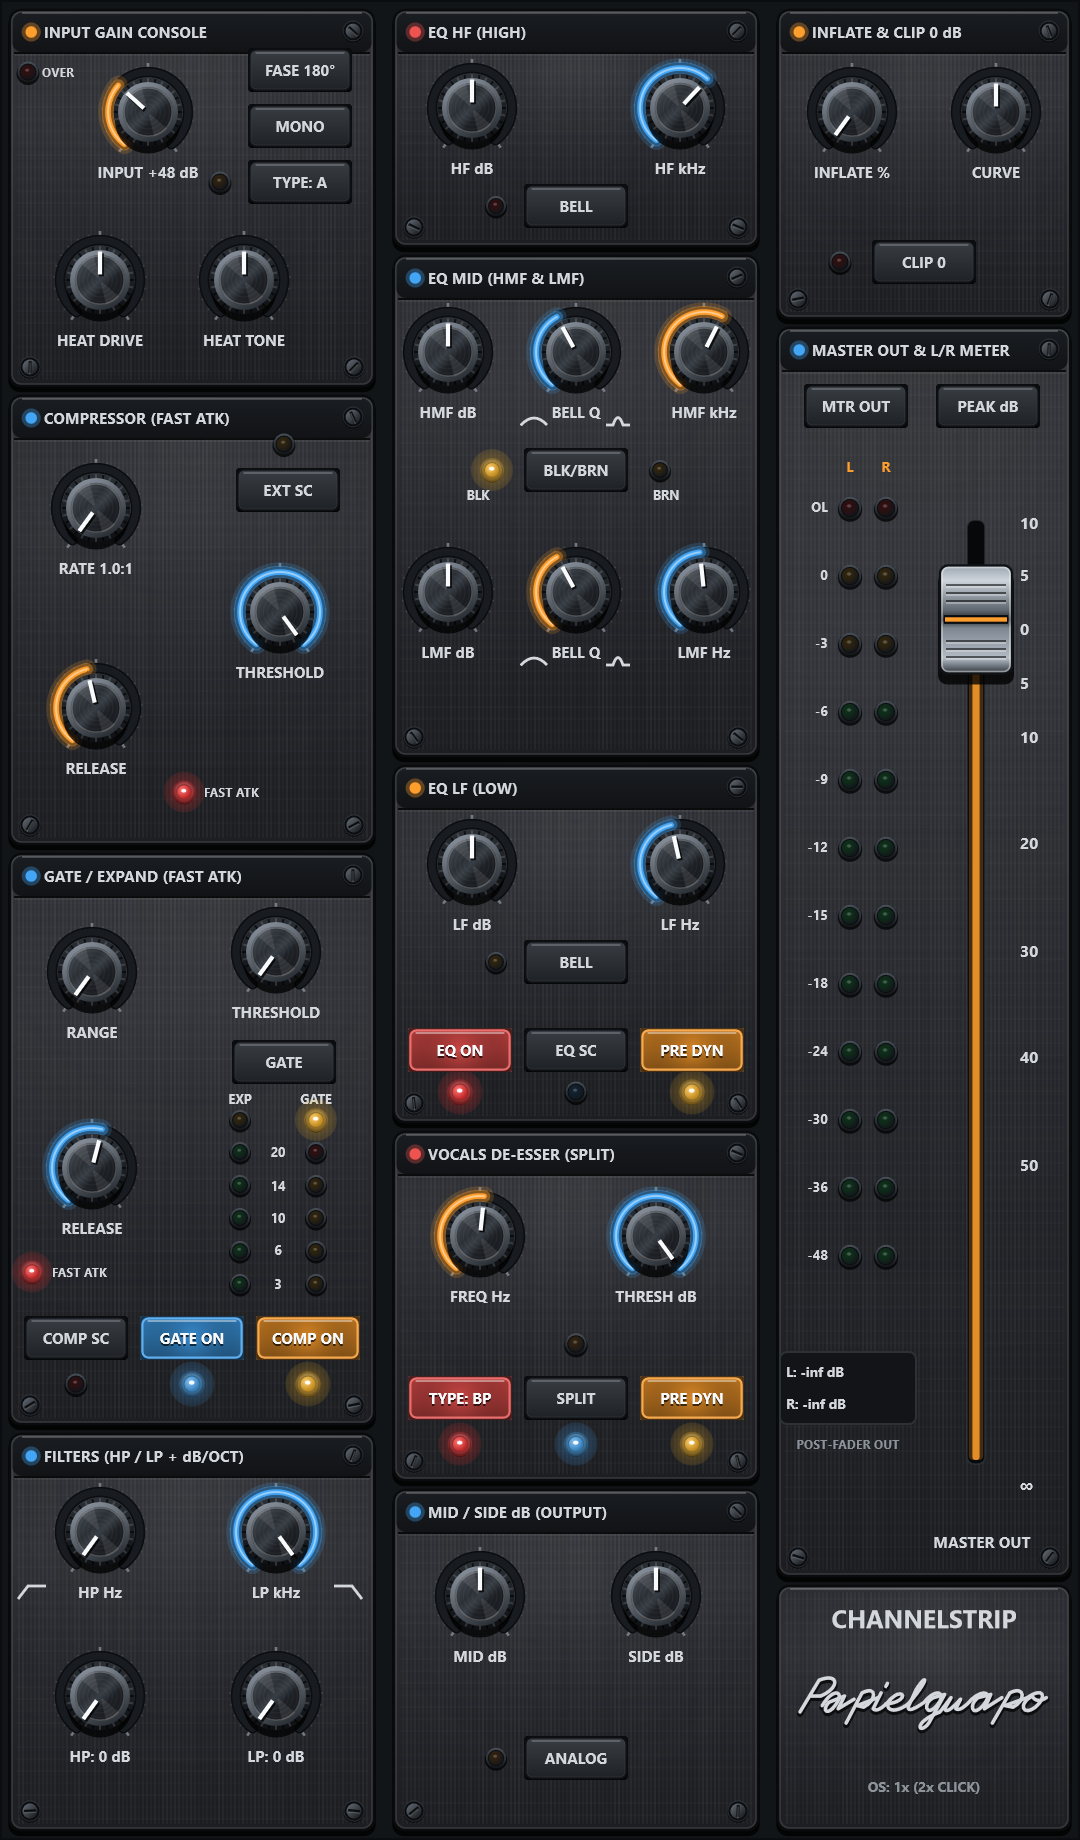 INPUT GAIN CONSOLE
OVER
FASE 180°
MONO
INPUT +48 dB
TYPE: A
HEAT DRIVE
HEAT TONE
COMPRESSOR (FAST ATK)
EXT SC
RATE 1.0:1
THRESHOLD
RELEASE
FAST ATK
GATE / EXPAND (FAST ATK)
RANGE
THRESHOLD
GATE
EXP
GATE
20
14
10
6
3
RELEASE
FAST ATK
COMP SC
GATE ON
COMP ON
FILTERS (HP / LP + dB/OCT)
HP Hz
LP kHz
HP: 0 dB
LP: 0 dB
EQ HF (HIGH)
HF dB
HF kHz
BELL
EQ MID (HMF & LMF)
HMF dB
BELL Q
HMF kHz
BLK/BRN
BLK
BRN
LMF dB
BELL Q
LMF Hz
EQ LF (LOW)
LF dB
LF Hz
BELL
EQ ON
EQ SC
PRE DYN
VOCALS DE-ESSER (SPLIT)
FREQ Hz
THRESH dB
TYPE: BP
SPLIT
PRE DYN
MID / SIDE dB (OUTPUT)
MID dB
SIDE dB
ANALOG
INFLATE & CLIP 0 dB
INFLATE %
CURVE
CLIP 0
MASTER OUT & L/R METER
MTR OUT
PEAK dB
L
R
OL
0
-3
-6
-9
-12
-15
-18
-24
-30
-36
-48
10
5
0
5
10
20
30
40
50
∞
L: -inf dB
R: -inf dB
POST-FADER OUT
MASTER OUT
CHANNELSTRIP
Papielguapo
OS: 1x (2x CLICK)